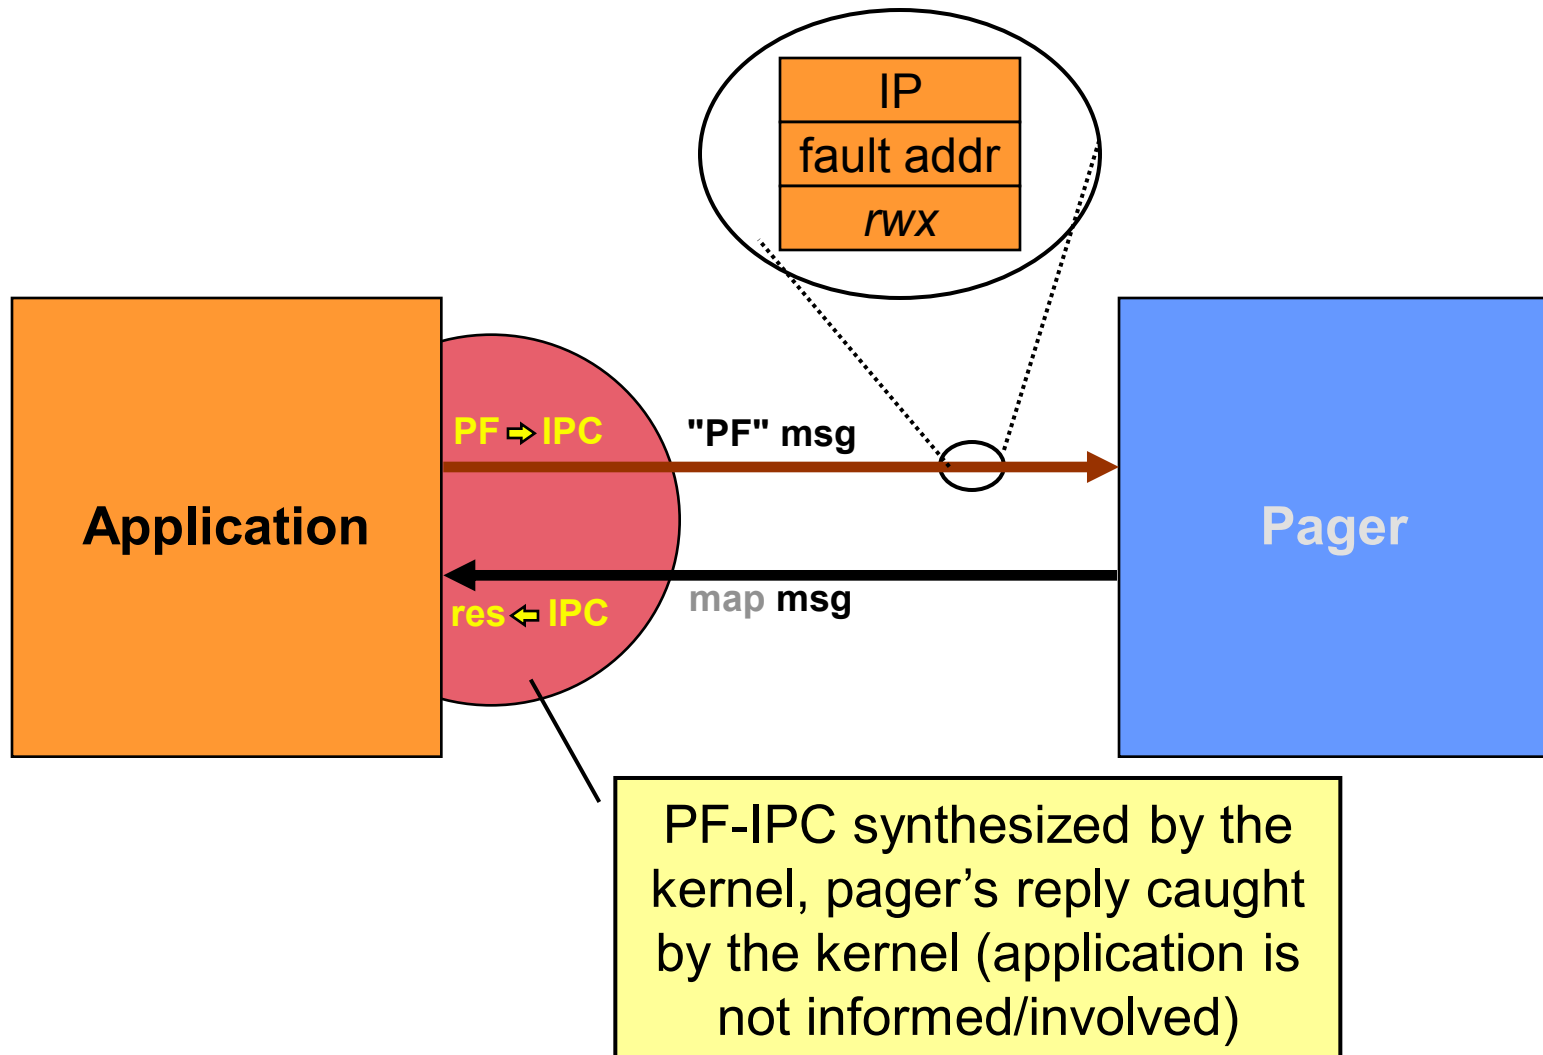 IP
fault addr
rwx
PF ⇨ IPC
"PF" msg
Application
Pager
res ⇦ IPC
map msg
PF-IPC synthesized by the
kernel, pager’s reply caught
by the kernel (application is
not informed/involved)